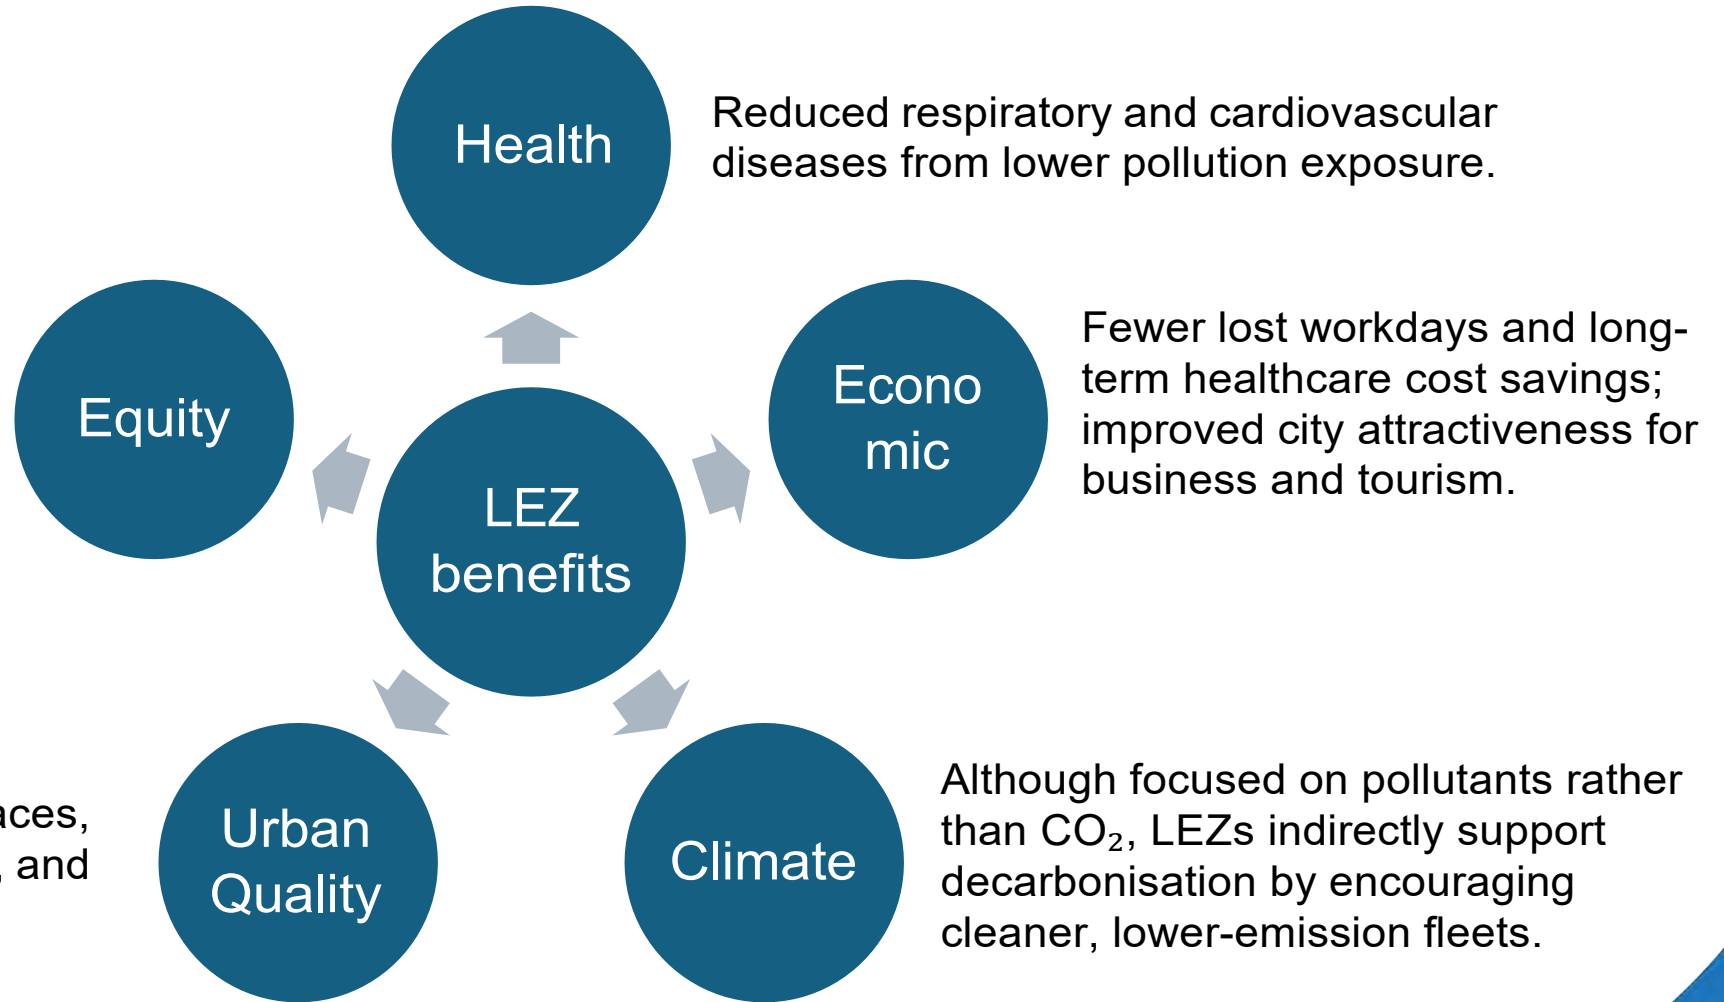 Health
Reduced respiratory and cardiovascular
diseases from lower pollution exposure.
Equity
Econo
mic
Fewer lost workdays and long-
term healthcare cost savings;
improved city attractiveness for
business and tourism.
LEZ
benefits
, and
Urban
Quality
Climate
Although focused on pollutants rather
than CO₂, LEZs indirectly support
decarbonisation by encouraging
cleaner, lower-emission fleets.